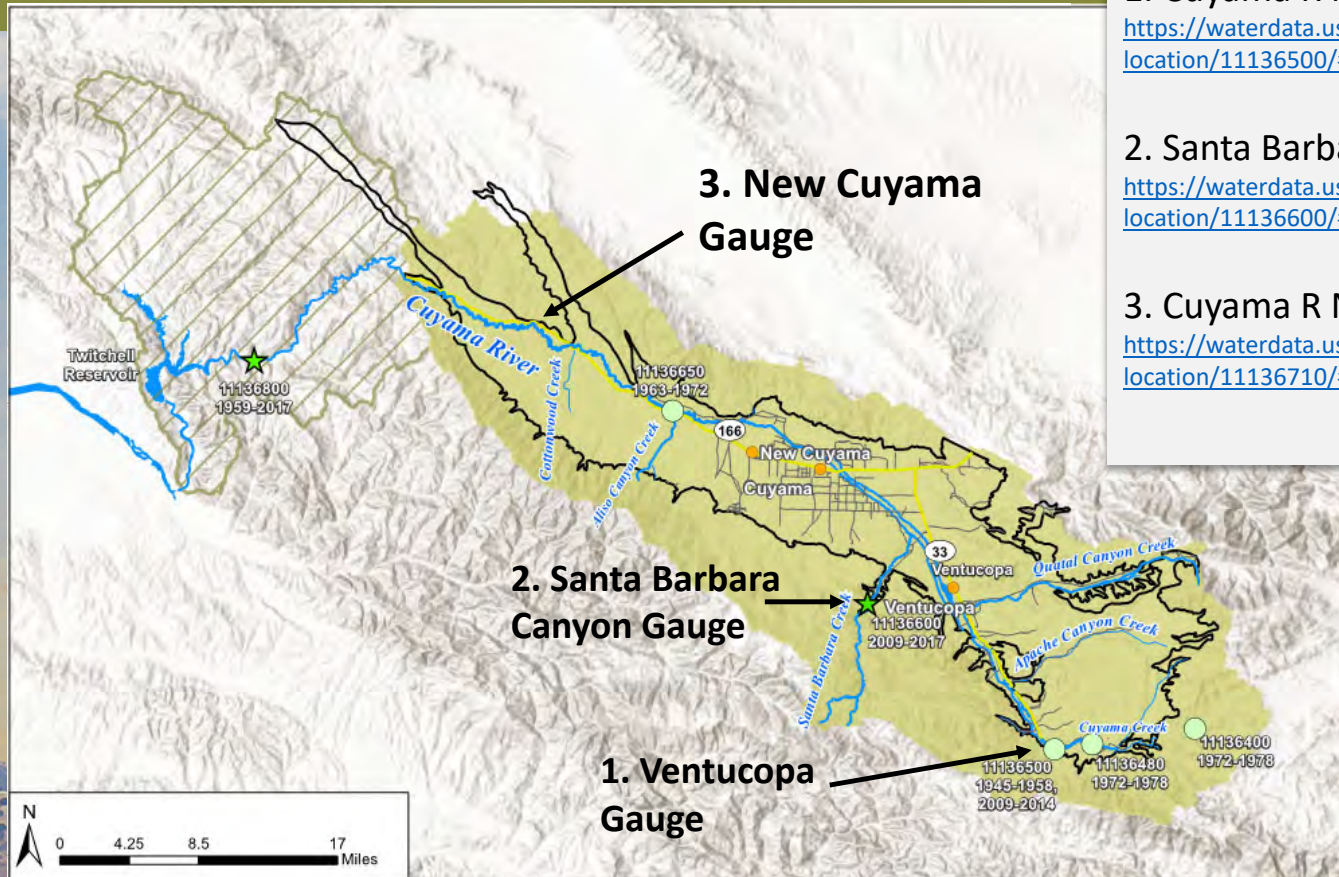 https://waterdata.us
location/11136500/
2. Santa Barba
https://waterdata.us
location/11136600/
3. Cuyama R
https://waterdata.us
location/11136710/
3. New Cuyama
Gauge
Cuyama River
Twitchell
Reservoir
11136800
1959-2017
Cottonwood Creek
11136650
1963-1972
Aliso Canyon Creek
166
New Cuyama
Cuyama
33
Ventucopa
Quatal Canyon Creek
2. Santa Barbara
Canyon Gauge
Santa Barbara Creek
Ventucopa
11136600
2009-2017
Apache Canyon Creek
Cuyama Creek
1. Ventucopa
Gauge
11136500
1945-1958,
2009-2014
11136480
1972-1978
11136400
1972-1978
N
0 4.25 8.5 17
Miles